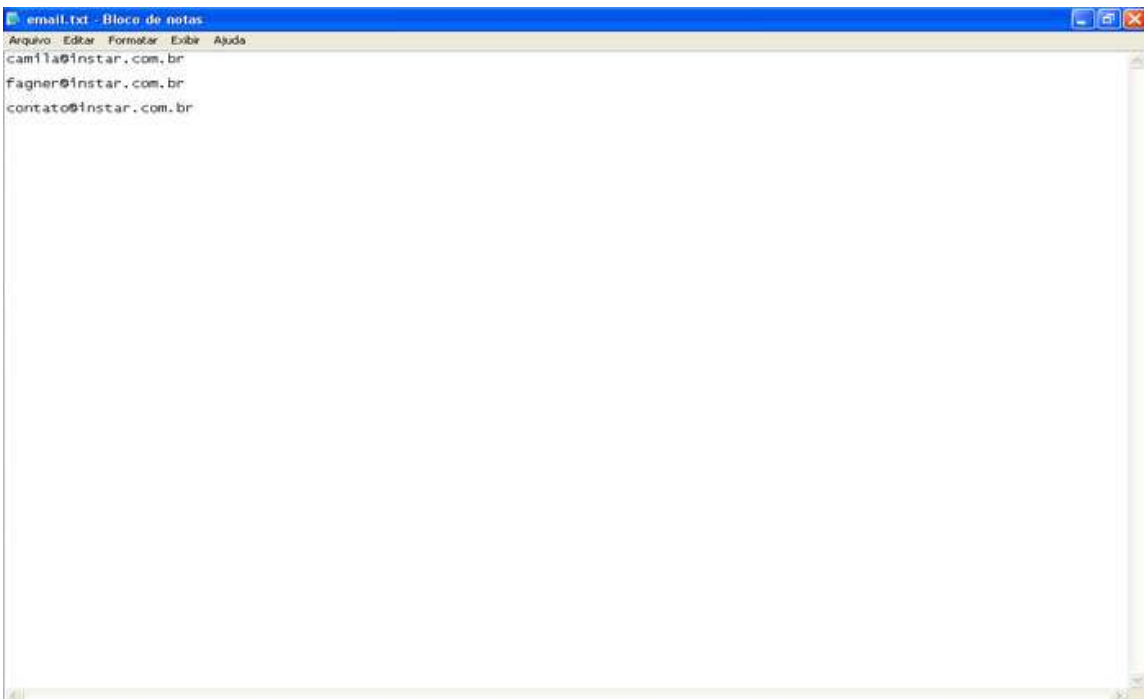 email.txt - Bloco de notas
Arquivo Editar Formatar Exibir Ajuda
camila@instar.com.br
fagner@instar.com.br
contato@instar.com.br